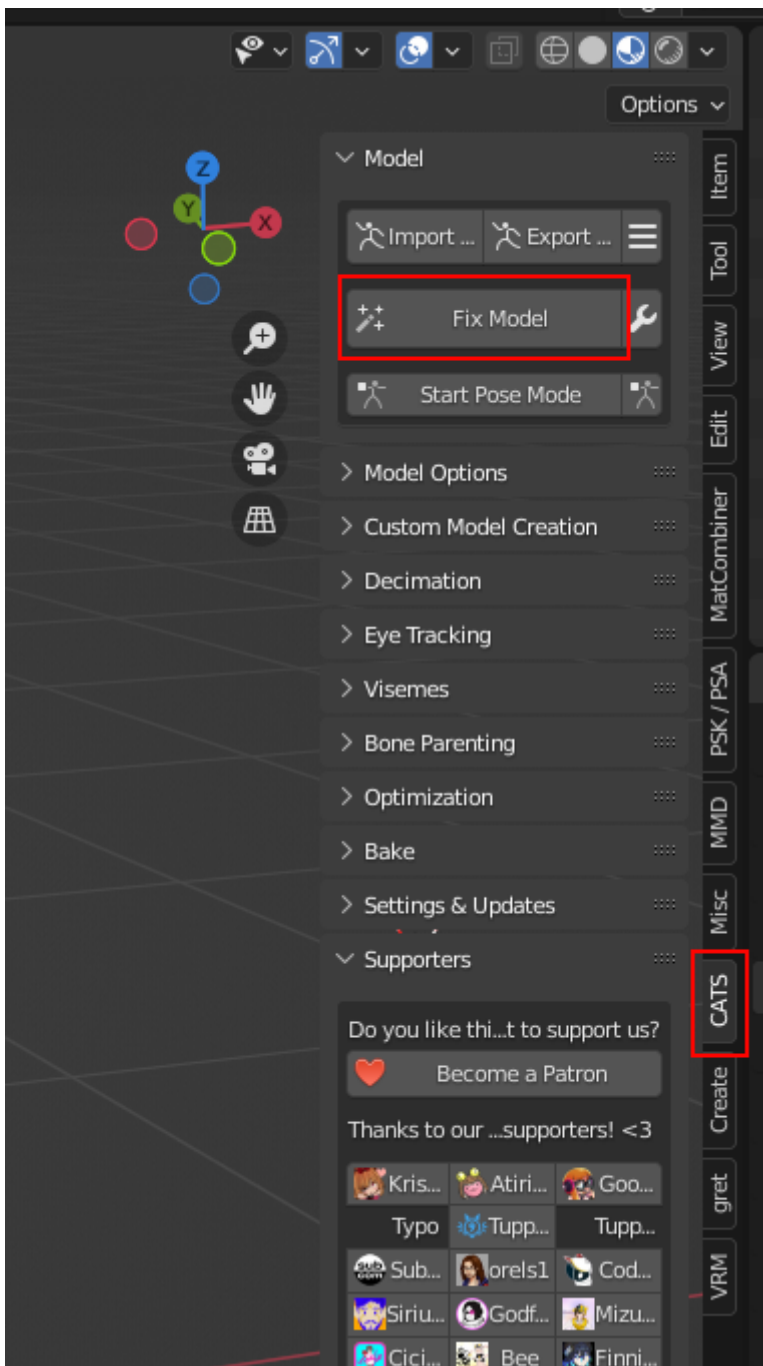 Options
Z
Y
X
Model
Import ... Export ...
Fix Model
Start Pose Mode
Model Options
Custom Model Creation
Decimation
Eye Tracking
Visemes
Bone Parenting
Optimization
Bake
Settings & Updates
Supporters
Do you like thi...t to support us?
Become a Patron
Thanks to our ...supporters! <3
Kris... Atiri... Goo...
Typo Tupp... Tupp...
Sub... orels1 Cod...
Siriu... Godf... Mizu...
Cici... Bee Finni...
Item
Tool
View
Edit
MatCombiner
PSK / PSA
MMD
Misc
CATS
Create
gret
VRM